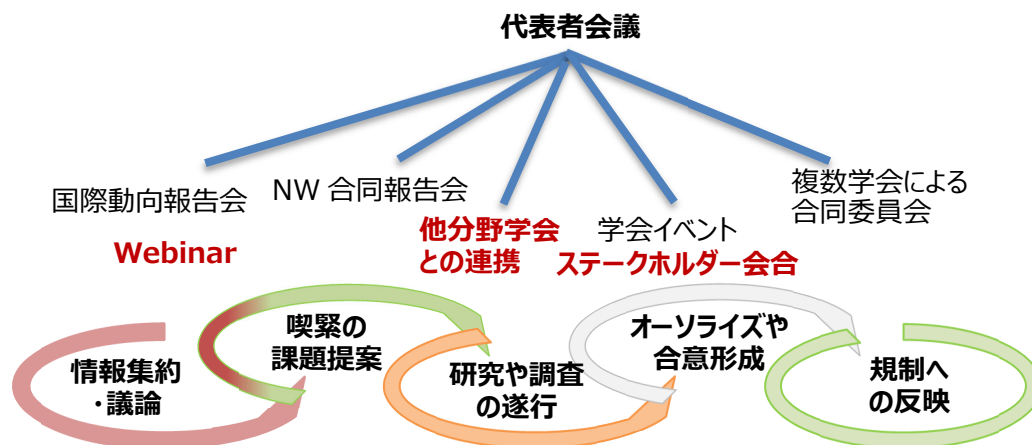 代表者会議
国際動向報告会
Webinar
NW 合同報告会
他分野学会
との連携
学会イベント
ステークホルダー会合
複数学会による
合同委員会
情報集約
・議論
喫緊の
課題提案
研究や調査
の遂行
オーソライズや
合意形成
規制へ
の反映